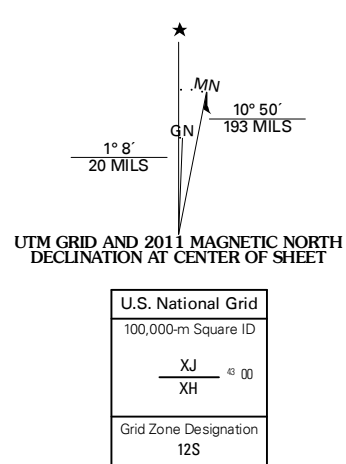 ★
MN
GN
10° 50´
193 MILS
1° 8´
20 MILS
UTM GRID AND 2011 MAGNETIC NORTH
DECLINATION AT CENTER OF SHEET
U.S. National Grid
100,000-m Square ID
XJ
43 00
XH
Grid Zone Designation
12S